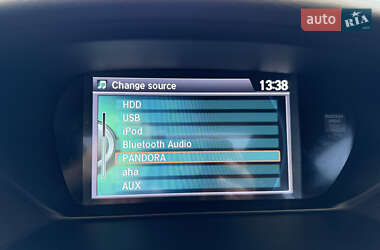 auto RIA
Change source
13:38
HDD
USB
iPod
Bluetooth Audio
PANDORA
aha
AUX